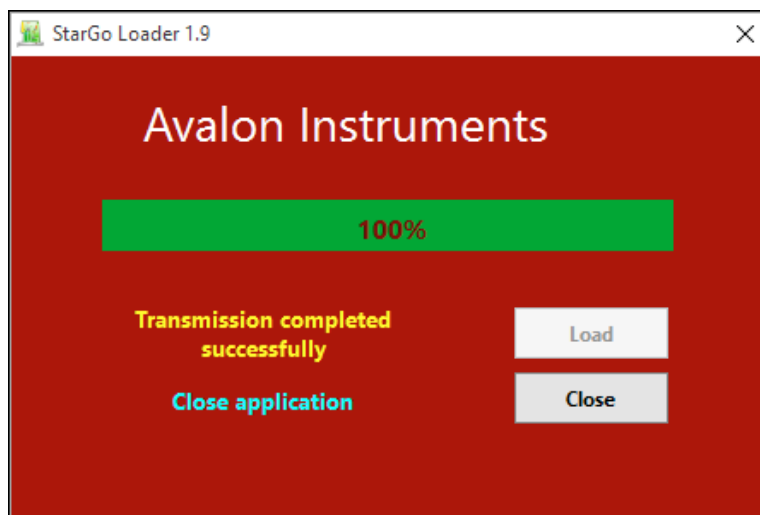 StarGo Loader 1.9
Avalon Instruments
100%
Transmission completed
successfully
Load
Close application
Close